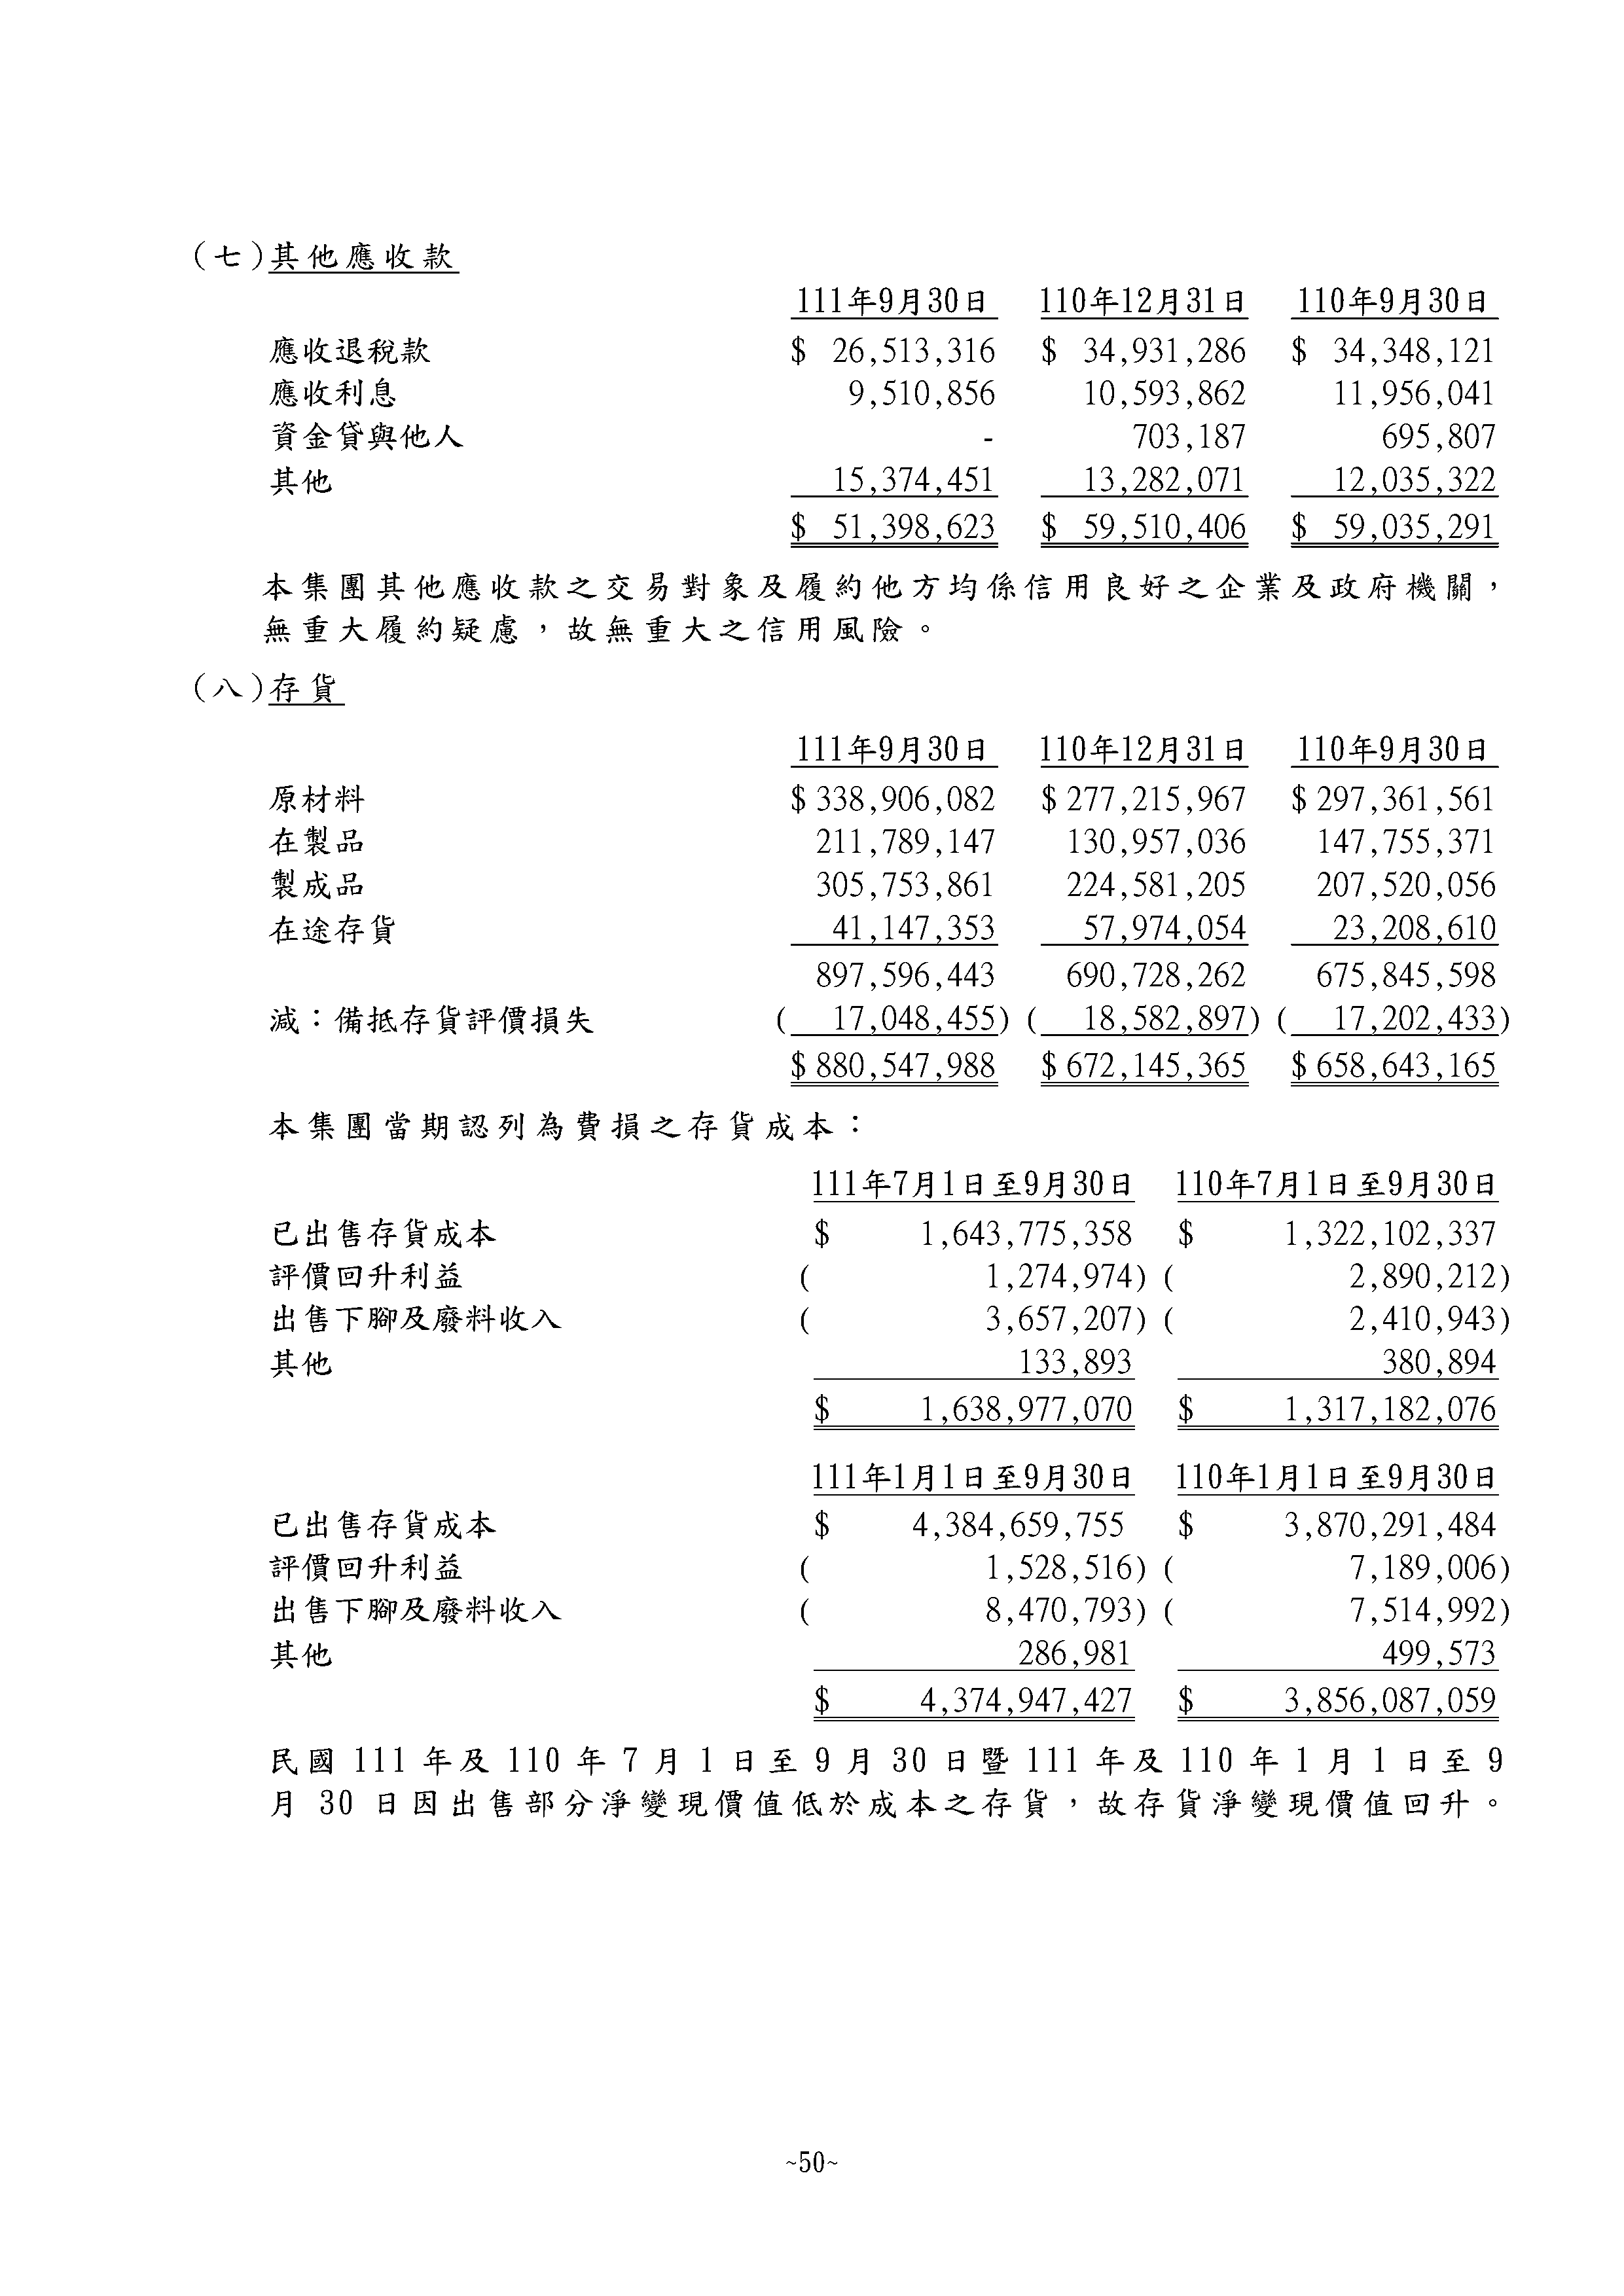 (七)其他應收款
111年9月30日 110年12月31日 110年9月30日
應收退稅款 $ 26,513,316 $ 34,931,286 $ 34,348,121
應收利息 9,510,856 10,593,862 11,956,041
資金貸與他人 - 703,187 695,807
其他 15,374,451 13,282,071 12,035,322
$ 51,398,623 $ 59,510,406 $ 59,035,291
本集團其他應收款之交易對象及履約他方均係信用良好之企業及政府機關，
無重大履約疑慮，故無重大之信用風險。
(八)存貨
111年9月30日 110年12月31日 110年9月30日
原材料 $ 338,906,082 $ 277,215,967 $ 297,361,561
在製品 211,789,147 130,957,036 147,755,371
製成品 305,753,861 224,581,205 207,520,056
在途存貨 41,147,353 57,974,054 23,208,610
897,596,443 690,728,262 675,845,598
減：備抵存貨評價損失 ( 17,048,455) ( 18,582,897) ( 17,202,433)
$ 880,547,988 $ 672,145,365 $ 658,643,165
本集團當期認列為費損之存貨成本：
111年7月1日至9月30日 110年7月1日至9月30日
已出售存貨成本 $ 1,643,775,358 $ 1,322,102,337
評價回升利益 ( 1,274,974) ( 2,890,212)
出售下腳及廢料收入 ( 3,657,207) ( 2,410,943)
其他 133,893 380,894
$ 1,638,977,070 $ 1,317,182,076
111年1月1日至9月30日 110年1月1日至9月30日
已出售存貨成本 $ 4,384,659,755 $ 3,870,291,484
評價回升利益 ( 1,528,516) ( 7,189,006)
出售下腳及廢料收入 ( 8,470,793) ( 7,514,992)
其他 286,981 499,573
$ 4,374,947,427 $ 3,856,087,059
民國 111 年及 110 年 7 月 1 日至 9 月 30 日暨 111 年及 110 年 1 月 1 日至 9
月 30 日因出售部分淨變現價值低於成本之存貨，故存貨淨變現價值回升。
~50~